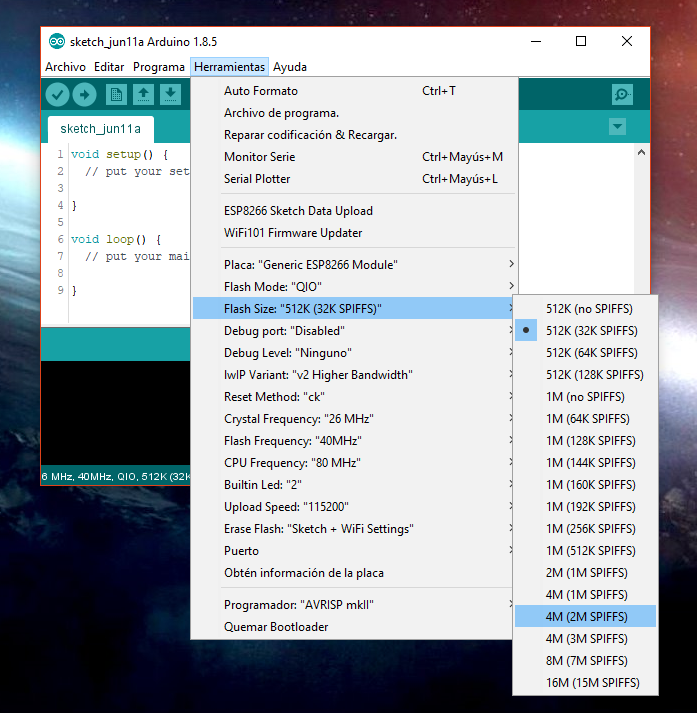 sketch_jun11a Arduino 1.8.5
Archivo Editar Programa Herramientas Ayuda
sketch_jun11a
1 void setup() {
2 // put your set
3
4 }
5
6 void loop() {
7 // put your mai
8
9 }
6 MHz, 40MHz, QIO, 512K (32K
Auto Formato Ctrl+T
Archivo de programa.
Reparar codificación & Recargar.
Monitor Serie Ctrl+Mayús+M
Serial Plotter Ctrl+Mayús+L
ESP8266 Sketch Data Upload
WiFi101 Firmware Updater
Placa: "Generic ESP8266 Module"
Flash Mode: "QIO"
Flash Size: "512K (32K SPIFFS)"
Debug port: "Disabled"
Debug Level: "Ninguno"
lwIP Variant: "v2 Higher Bandwidth"
Reset Method: "ck"
Crystal Frequency: "26 MHz"
Flash Frequency: "40MHz"
CPU Frequency: "80 MHz"
Builtin Led: "2"
Upload Speed: "115200"
Erase Flash: "Sketch + WiFi Settings"
Puerto
Obtén información de la placa
Programador: "AVRISP mkII"
Quemar Bootloader
512K (no SPIFFS)
512K (32K SPIFFS)
512K (64K SPIFFS)
512K (128K SPIFFS)
1M (no SPIFFS)
1M (64K SPIFFS)
1M (128K SPIFFS)
1M (144K SPIFFS)
1M (160K SPIFFS)
1M (192K SPIFFS)
1M (256K SPIFFS)
1M (512K SPIFFS)
2M (1M SPIFFS)
4M (1M SPIFFS)
4M (2M SPIFFS)
4M (3M SPIFFS)
8M (7M SPIFFS)
16M (15M SPIFFS)